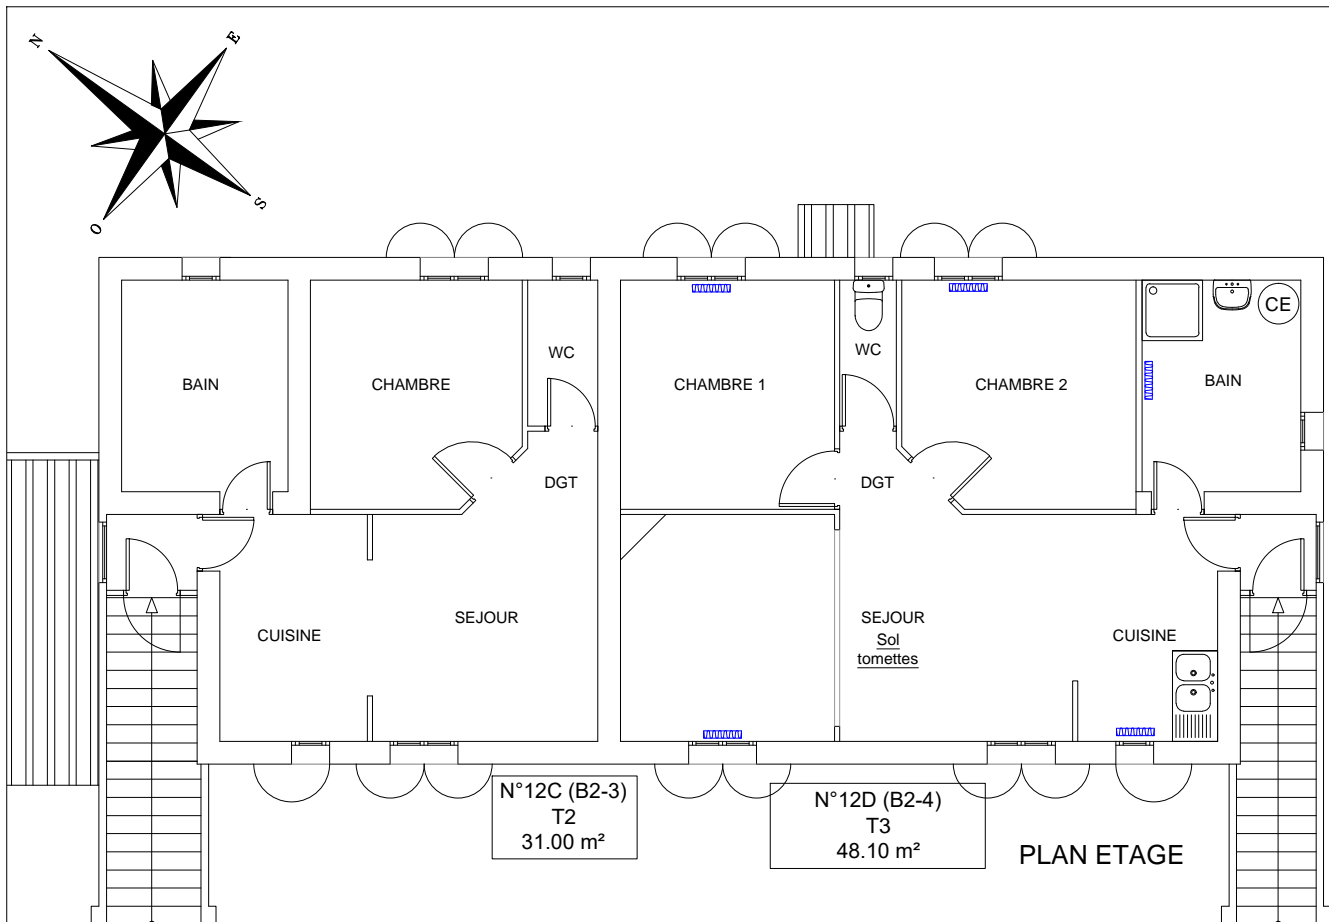 N
E
O
S
BAIN
CHAMBRE
WC
CHAMBRE 1
WC
CHAMBRE 2
CE
BAIN
DGT
DGT
CUISINE
SEJOUR
SEJOUR
Sol
tomettes
CUISINE
N°12C (B2-3)
T2
31.00 m²
N°12D (B2-4)
T3
48.10 m²
PLAN ETAGE